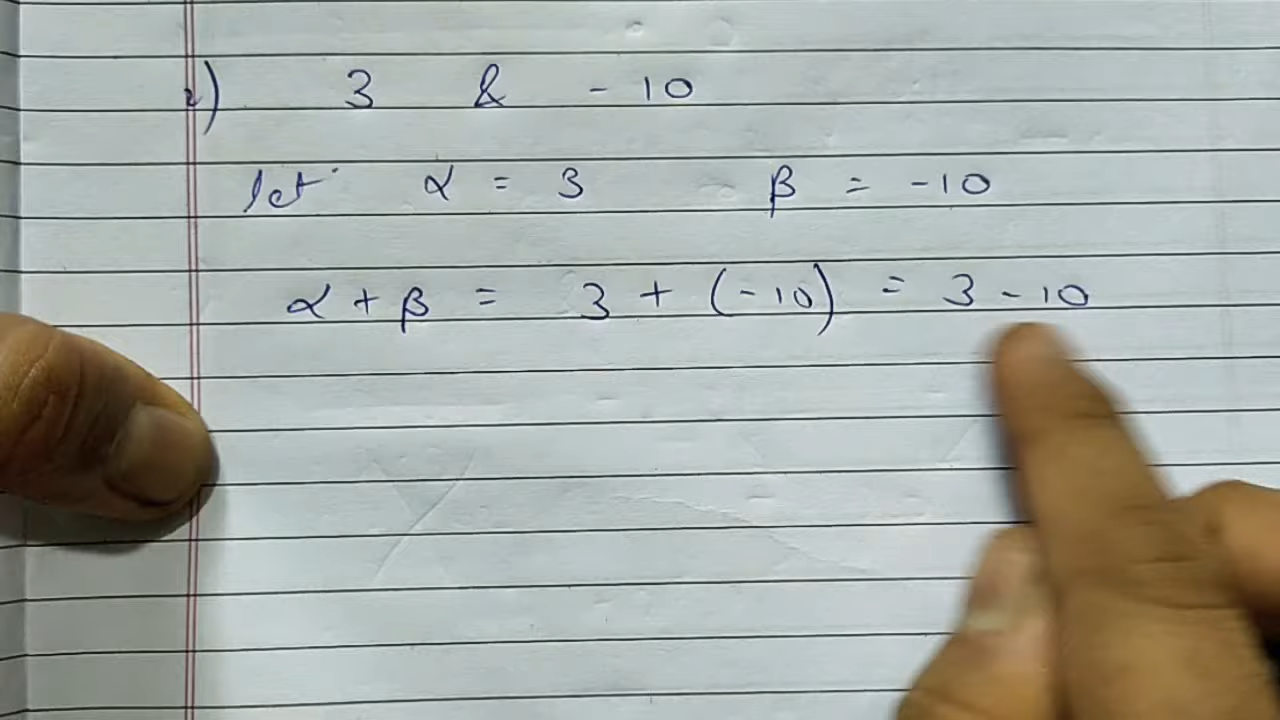 2) 3 & - 10
let α = 3 β = -10
α + β = 3 + (-10) = 3 - 10